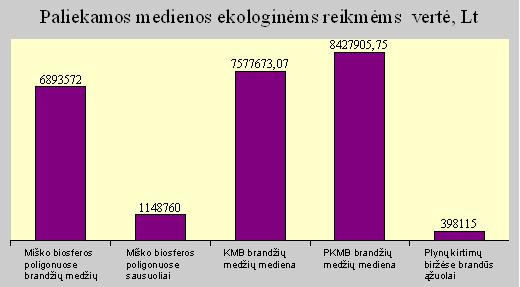 Paliekamos medienos ekologinėms reikmėms vertė, Lt
6893572
1148760
7577673,07
8427905,75
398115
Miško biosferos
poligonuose
brandžių medžių
Miško biosferos
poligonuose
sausuoliai
KMB brandžių
medžių mediena
PKMB brandžių
medžių mediena
Plynų kirtimų
biržėse brandūs
ąžuolai